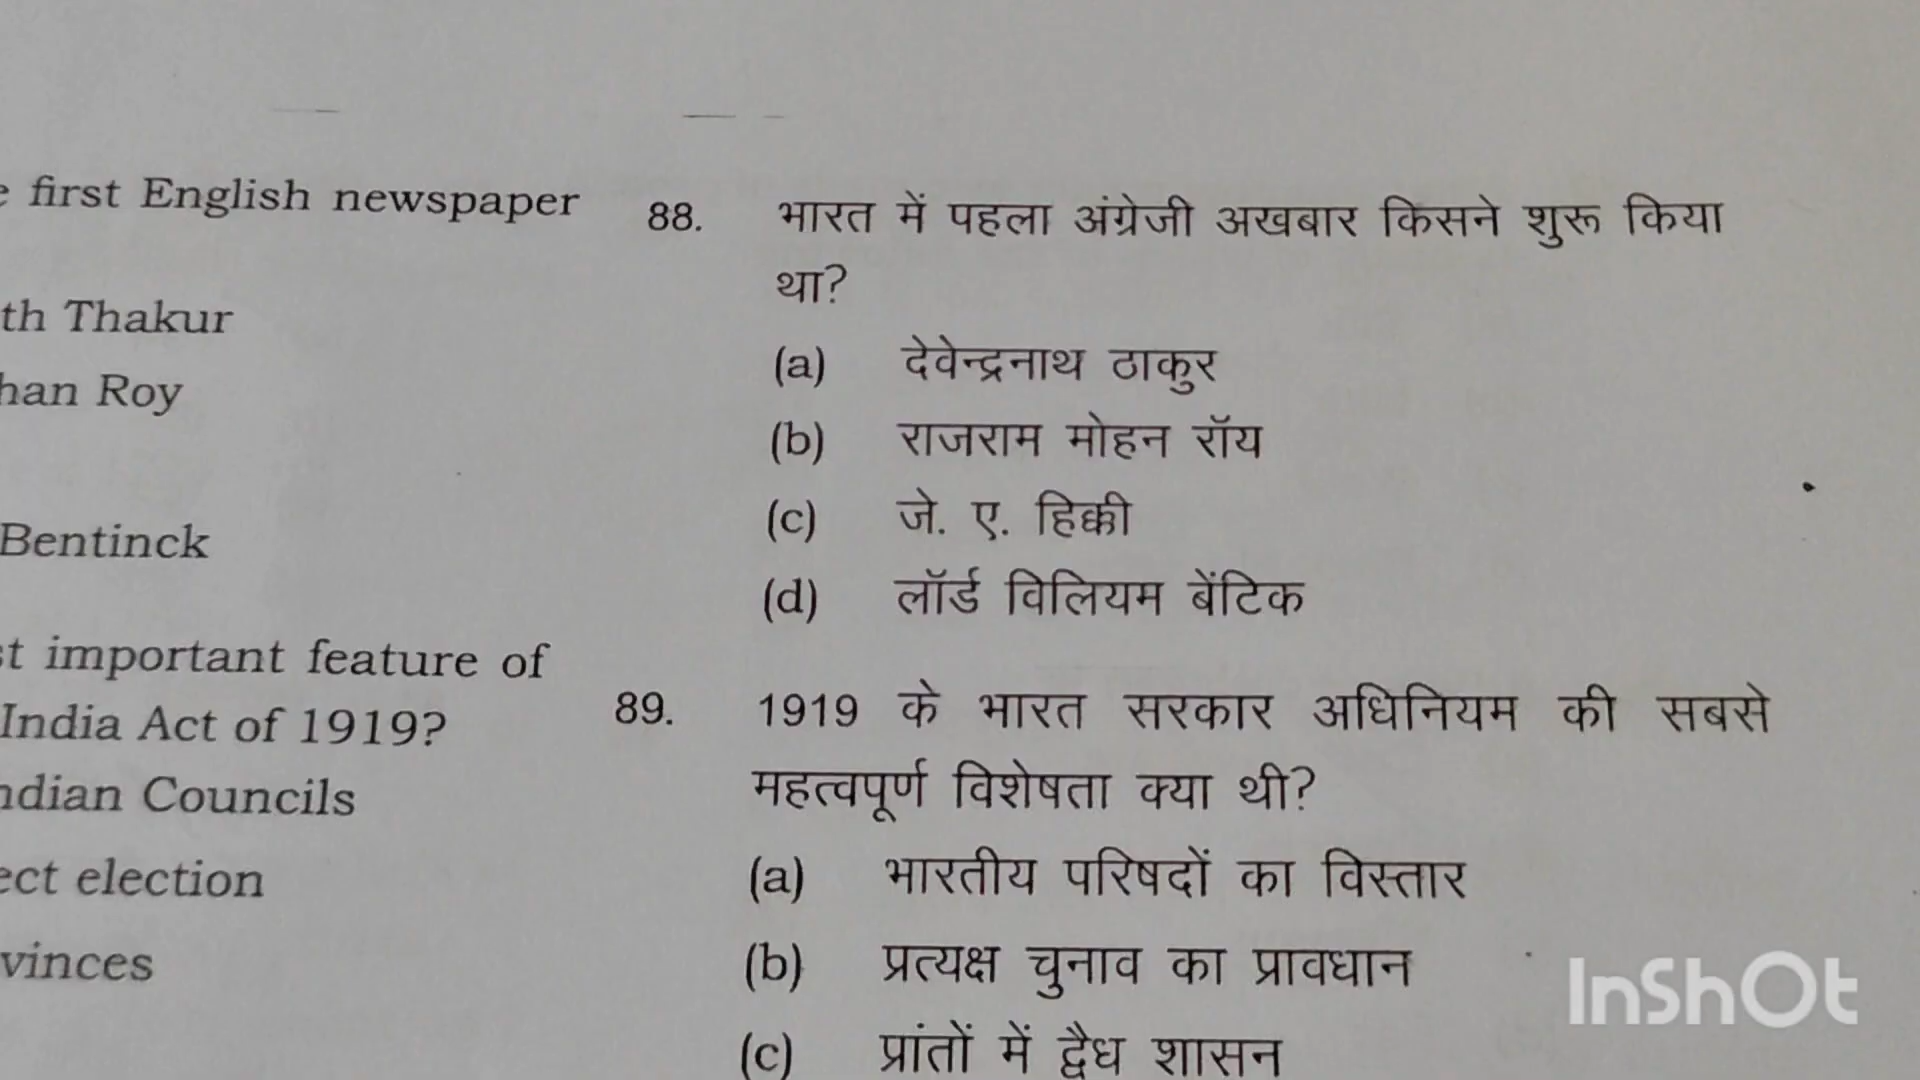 first English newspaper
th Thakur
han Roy
Bentinck
st important feature of
India Act of 1919?
ndian Councils
ect election
vinces
88. भारत में पहला अंग्रेजी अखबार किसने शुरू किया
था?
(a) देवेन्द्रनाथ ठाकुर
(b) राजराम मोहन रॉय
(c) जे. ए. हिक्की
(d) लॉर्ड विलियम बेंटिक
89. 1919 के भारत सरकार अधिनियम की सबसे
महत्वपूर्ण विशेषता क्या थी?
(a) भारतीय परिषदों का विस्तार
(b) प्रत्यक्ष चुनाव का प्रावधान
(c) प्रांतों में द्वैध शासन
InShOt